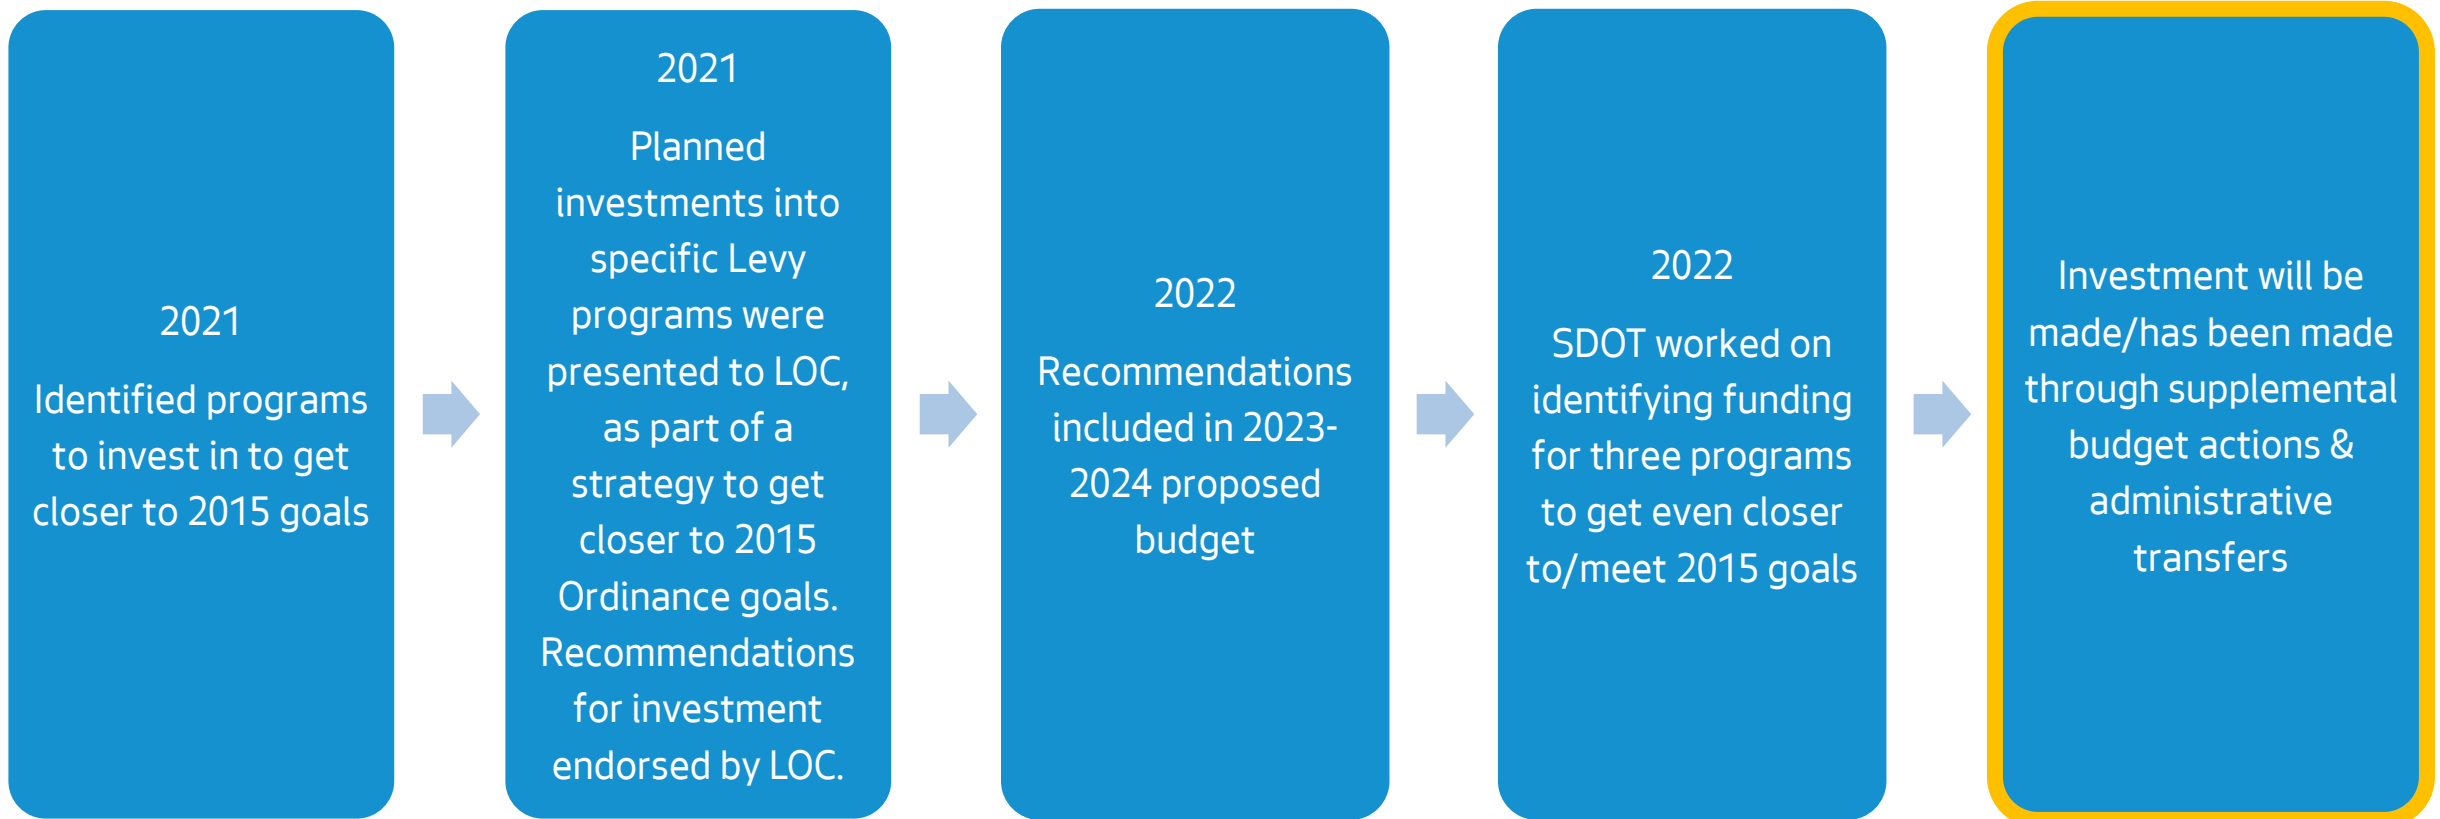 2021
Identified programs
to invest in to get
closer to 2015 goals
2021
Planned
investments into
specific Levy
programs were
presented to LOC,
as part of a
strategy to get
closer to 2015
Ordinance goals.
Recommendations
for investment
endorsed by LOC.
2022
Recommendations
included in 2023-
2024 proposed
budget
2022
SDOT worked on
identifying funding
for three programs
to get even closer
to/meet 2015 goals
Investment will be
made/has been made
through supplemental
budget actions &
administrative
transfers